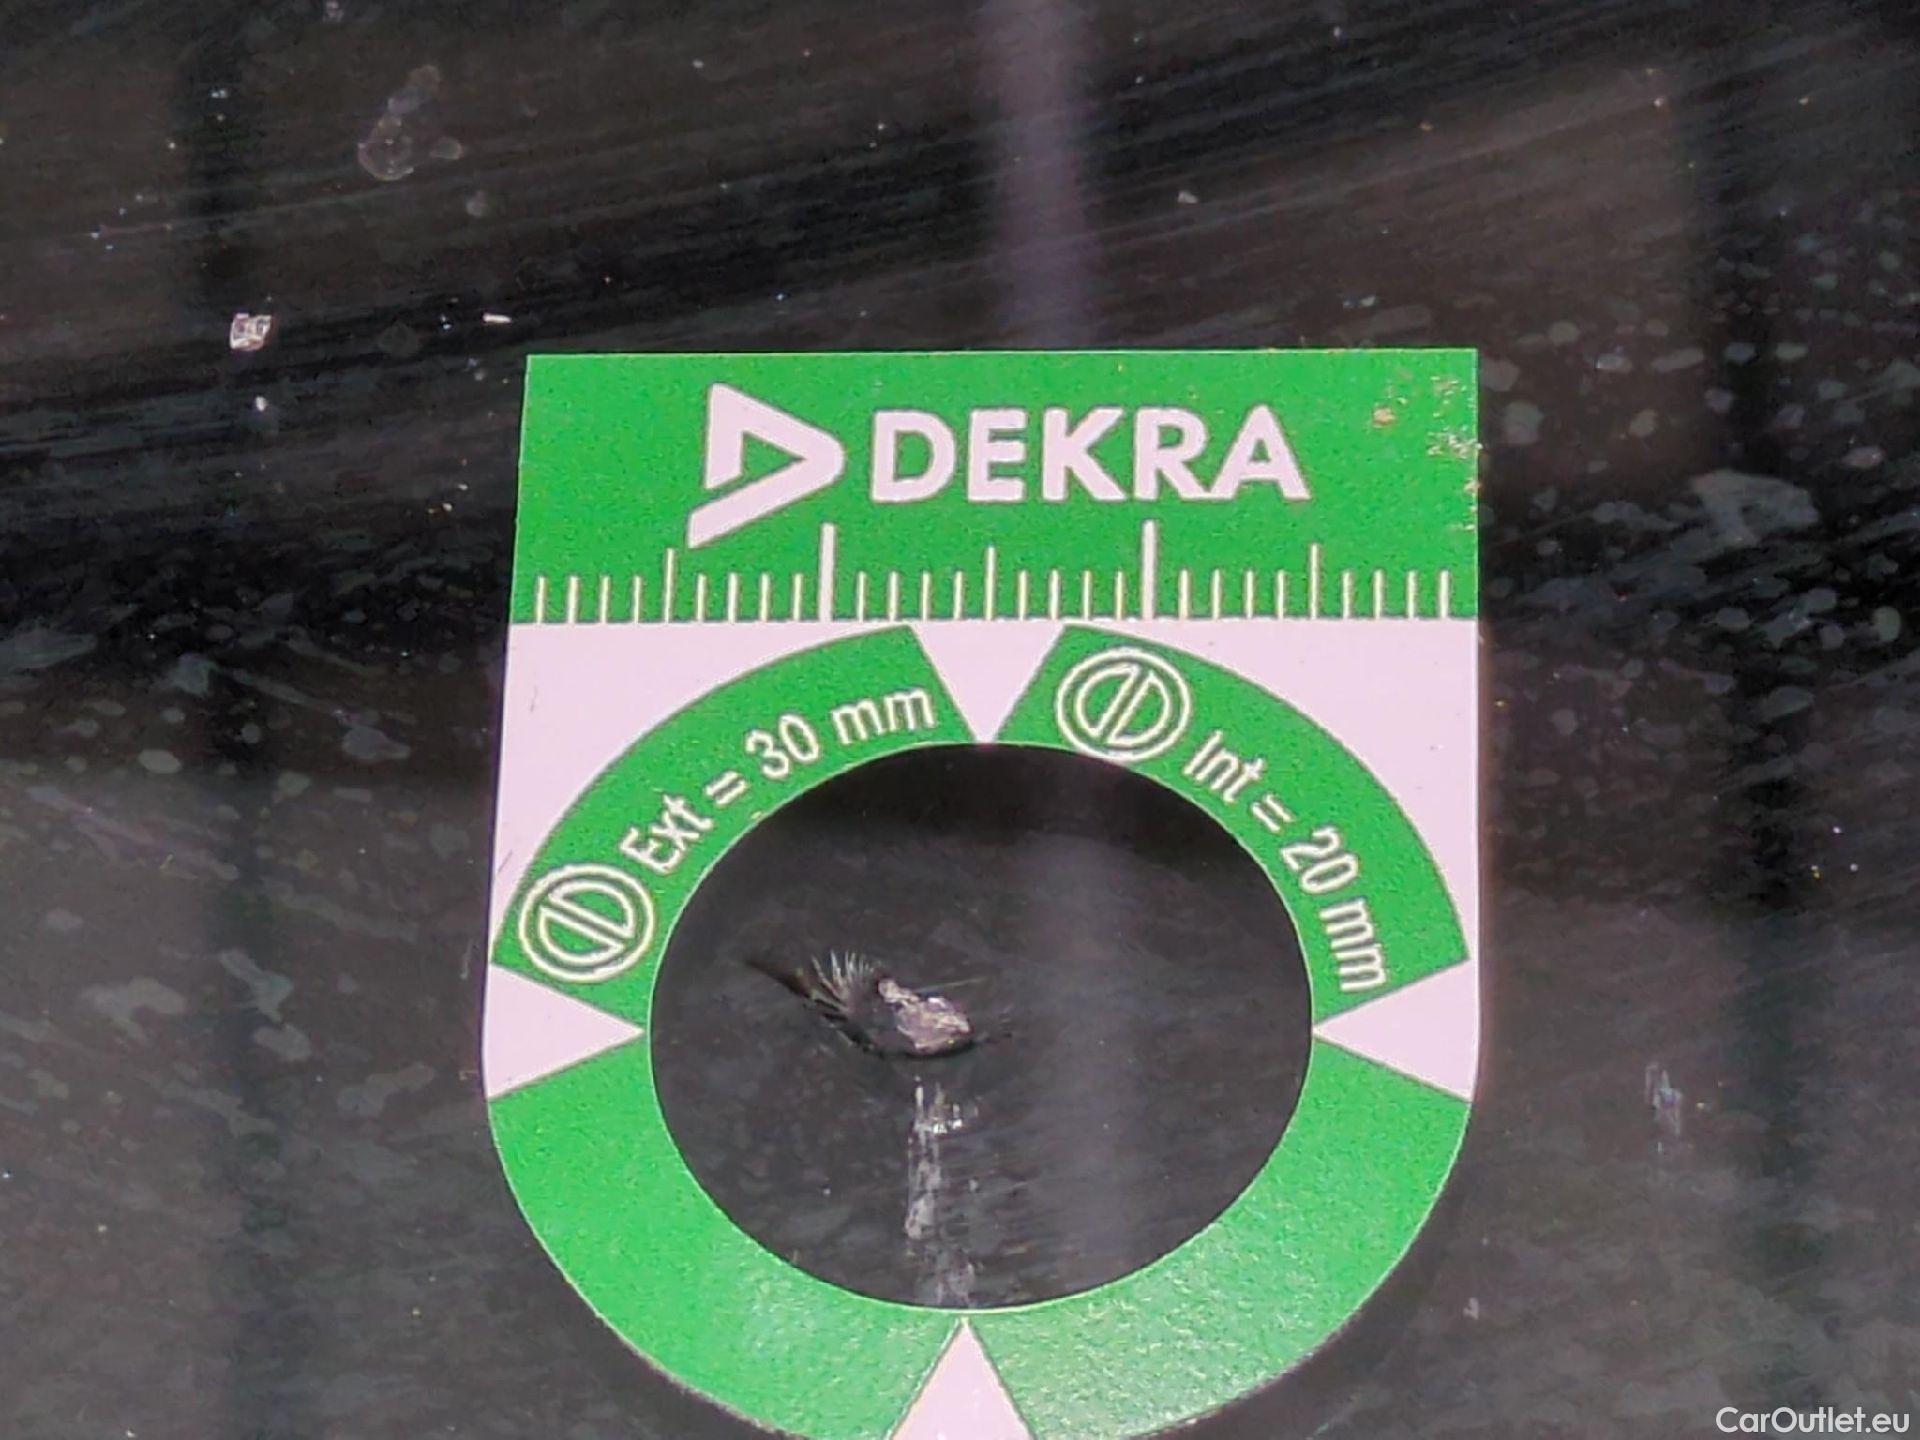 DEKRA
Ext = 30 mm
Int = 20 mm
CarOutlet.eu